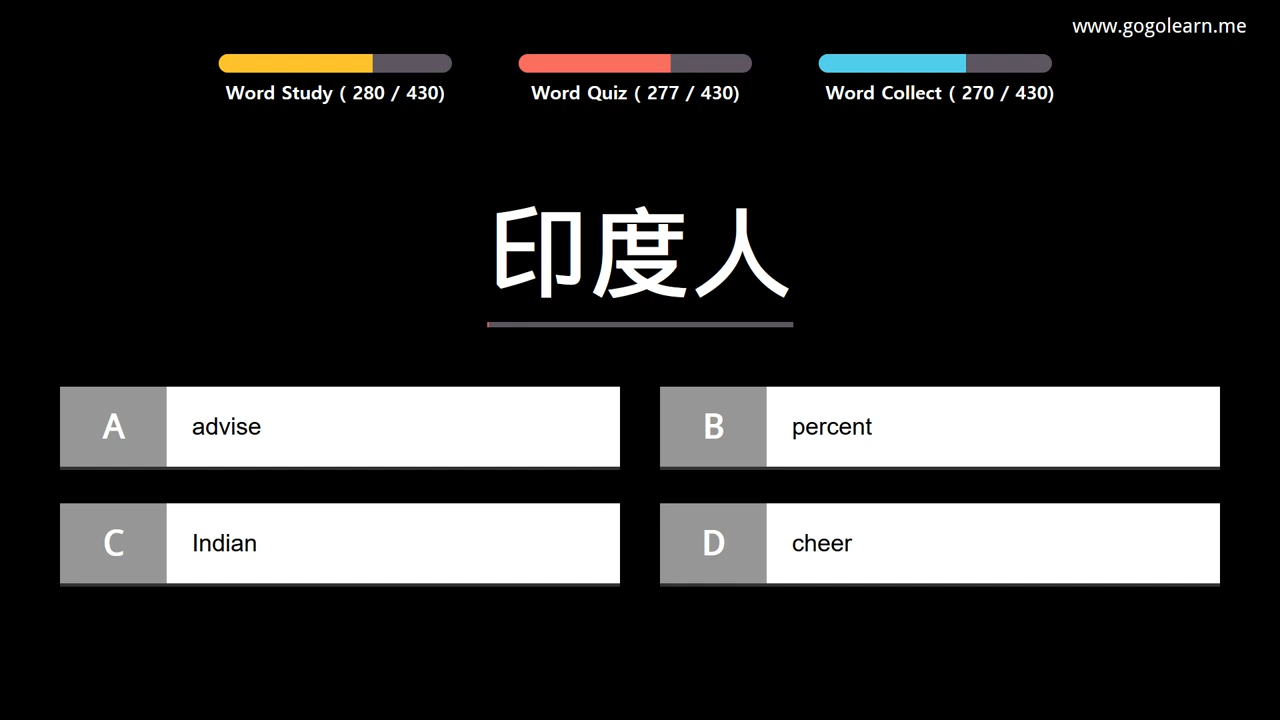 www.gogolearn.me
Word Study ( 280 / 430)
Word Quiz ( 277 / 430)
Word Collect ( 270 / 430)
印度人
A advise
B percent
C Indian
D cheer